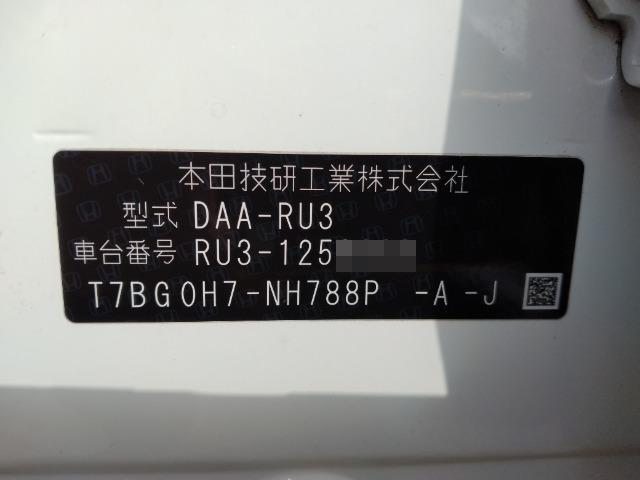 本田技研工業株式会社
型式 DAA-RU3
車台番号 RU3-125
T7BG0H7-NH788P -A-J